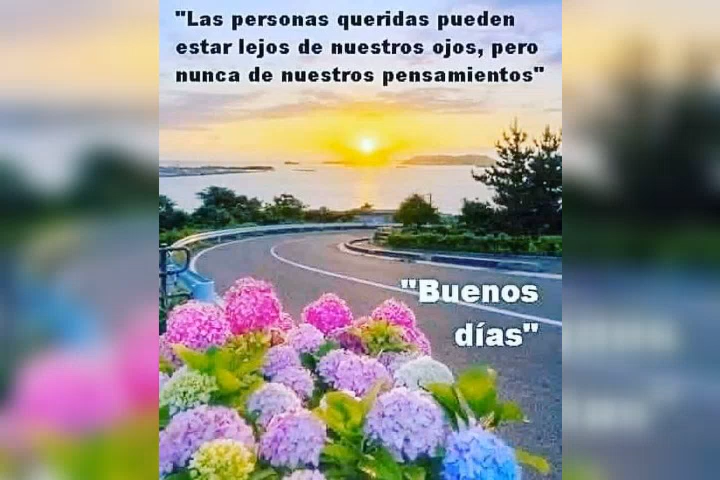 "Las personas queridas pueden
estar lejos de nuestros ojos, pero
nunca de nuestros pensamientos"
"Buenos
días"